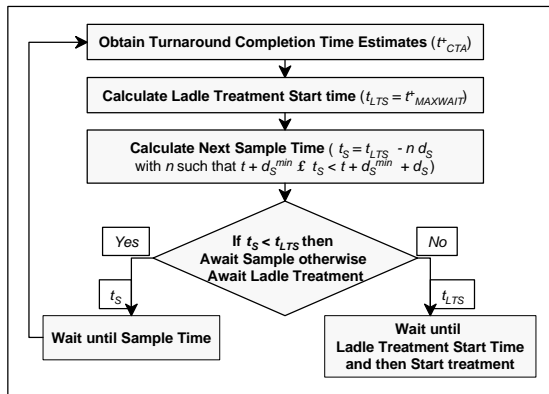 Obtain Turnaround Completion Time Estimates (t⁺CTA)
Calculate Ladle Treatment Start time (tLTS = t⁺MAXWAIT)
Calculate Next Sample Time ( tS = tLTS - n dS
with n such that t + dSᵐⁱⁿ £ tS < t + dSᵐⁱⁿ + dS)
Yes
If tS < tLTS then
Await Sample otherwise
Await Ladle Treatment
No
tS
tLTS
Wait until Sample Time
Wait until
Ladle Treatment Start Time
and then Start treatment